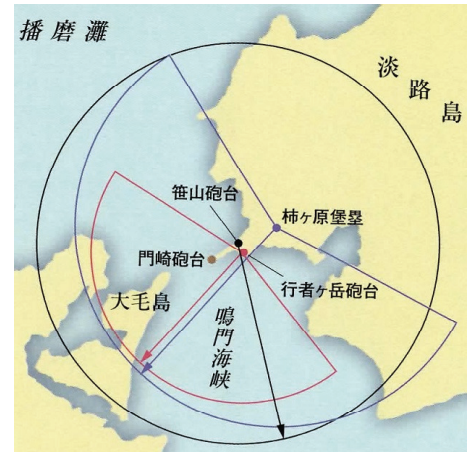 播磨灘
淡路島
笹山砲台
柿ヶ原堡塁
門崎砲台
行者ヶ岳砲台
大毛島
鳴門海峡